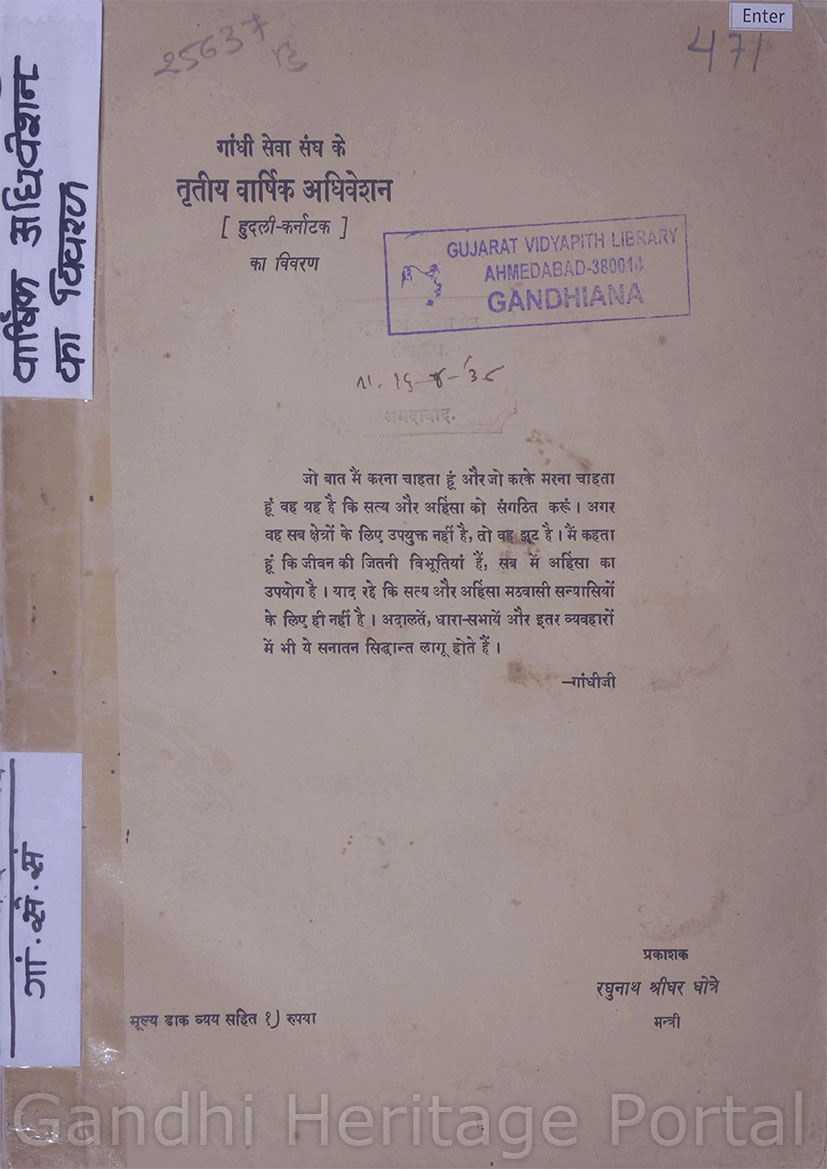 Enter
25637
471
वार्षिक अधिवेशन
का विवरण
गांधी सेवा संघ के
तृतीय वार्षिक अधिवेशन
[ हुदली-कर्नाटक ]
का विवरण
GUJARAT VIDYAPITH LIBRARY
AHMEDABAD-380014
GANDHIANA
अमदावाद.
जो बात मैं करना चाहता हूं और जो करके मरना चाहता
हूं वह यह है कि सत्य और अहिंसा को संगठित करूं । अगर
वह सब क्षेत्रों के लिए उपयुक्त नहीं है, तो वह झूट है । मैं कहता
हूं कि जीवन की जितनी विभूतियां हैं, सब में अहिंसा का
उपयोग है । याद रहे कि सत्य और अहिंसा मठवासी सन्यासियों
के लिए ही नहीं है । अदालतें, धारा-सभायें और इतर व्यवहारों
में भी ये सनातन सिद्धान्त लागू होते हैं ।
—गांधीजी
गां. से. सं
प्रकाशक
रघुनाथ श्रीधर धोत्रे
मन्त्री
मूल्य डाक व्यय सहित १) रुपया
Gandhi Heritage Portal